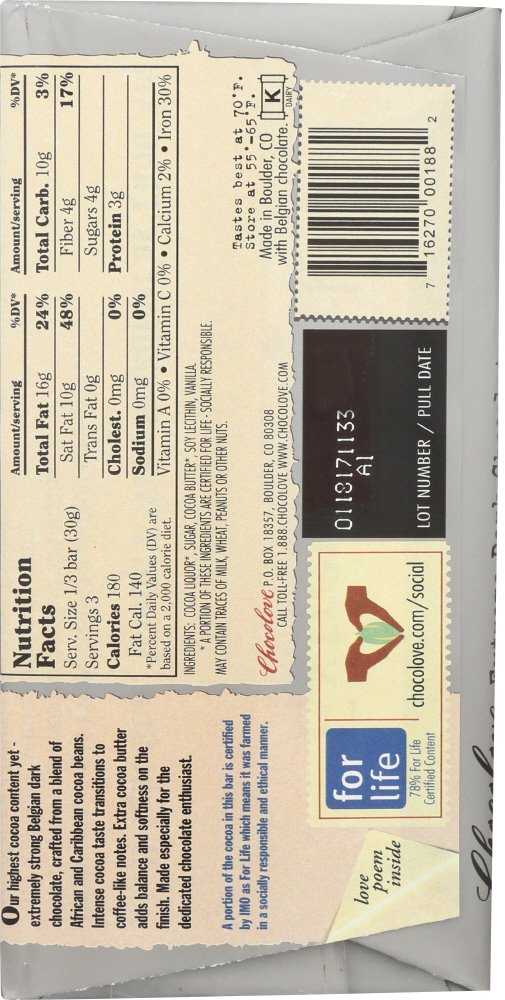 Our highest cocoa content yet -
extremely strong Belgian dark
chocolate, crafted from a blend of
African and Caribbean cocoa beans.
Intense cocoa taste transitions to
coffee-like notes. Extra cocoa butter
adds balance and softness on the
finish. Made especially for the
dedicated chocolate enthusiast.
A portion of the cocoa in this bar is certified
by IMO as For Life which means it was farmed
in a socially responsible and ethical manner.
love
poem
inside
Nutrition
Facts
Serv. Size 1/3 bar (30g)
Servings 3
Calories 180
Fat Cal. 140
*Percent Daily Values (DV) are
based on a 2,000 calorie diet.
Amount/serving %DV*
Total Fat 16g 24%
Sat Fat 10g 48%
Trans Fat 0g
Cholest. 0mg 0%
Sodium 0mg 0%
Amount/serving %DV*
Total Carb. 10g 3%
Fiber 4g 17%
Sugars 4g
Protein 3g
Vitamin A 0% • Vitamin C 0% • Calcium 2% • Iron 30%
INGREDIENTS: COCOA LIQUOR*, SUGAR, COCOA BUTTER*, SOY LECITHIN, VANILLA.
* A PORTION OF THESE INGREDIENTS ARE CERTIFIED FOR LIFE - SOCIALLY RESPONSIBLE.
MAY CONTAIN TRACES OF MILK, WHEAT, PEANUTS OR OTHER NUTS.
Tastes best at 70°F.
Store at 55°-65°F.
Made in Boulder, CO
with Belgian chocolate.
K
DAIRY
Chocolove P.O. BOX 18357, BOULDER, CO 80308
CALL TOLL-FREE 1.888.CHOCOLOVE WWW.CHOCOLOVE.COM
for
life
78% For Life
Certified Content
chocolove.com/social
0118171133
A1
LOT NUMBER / PULL DATE
7 16270 00188 2